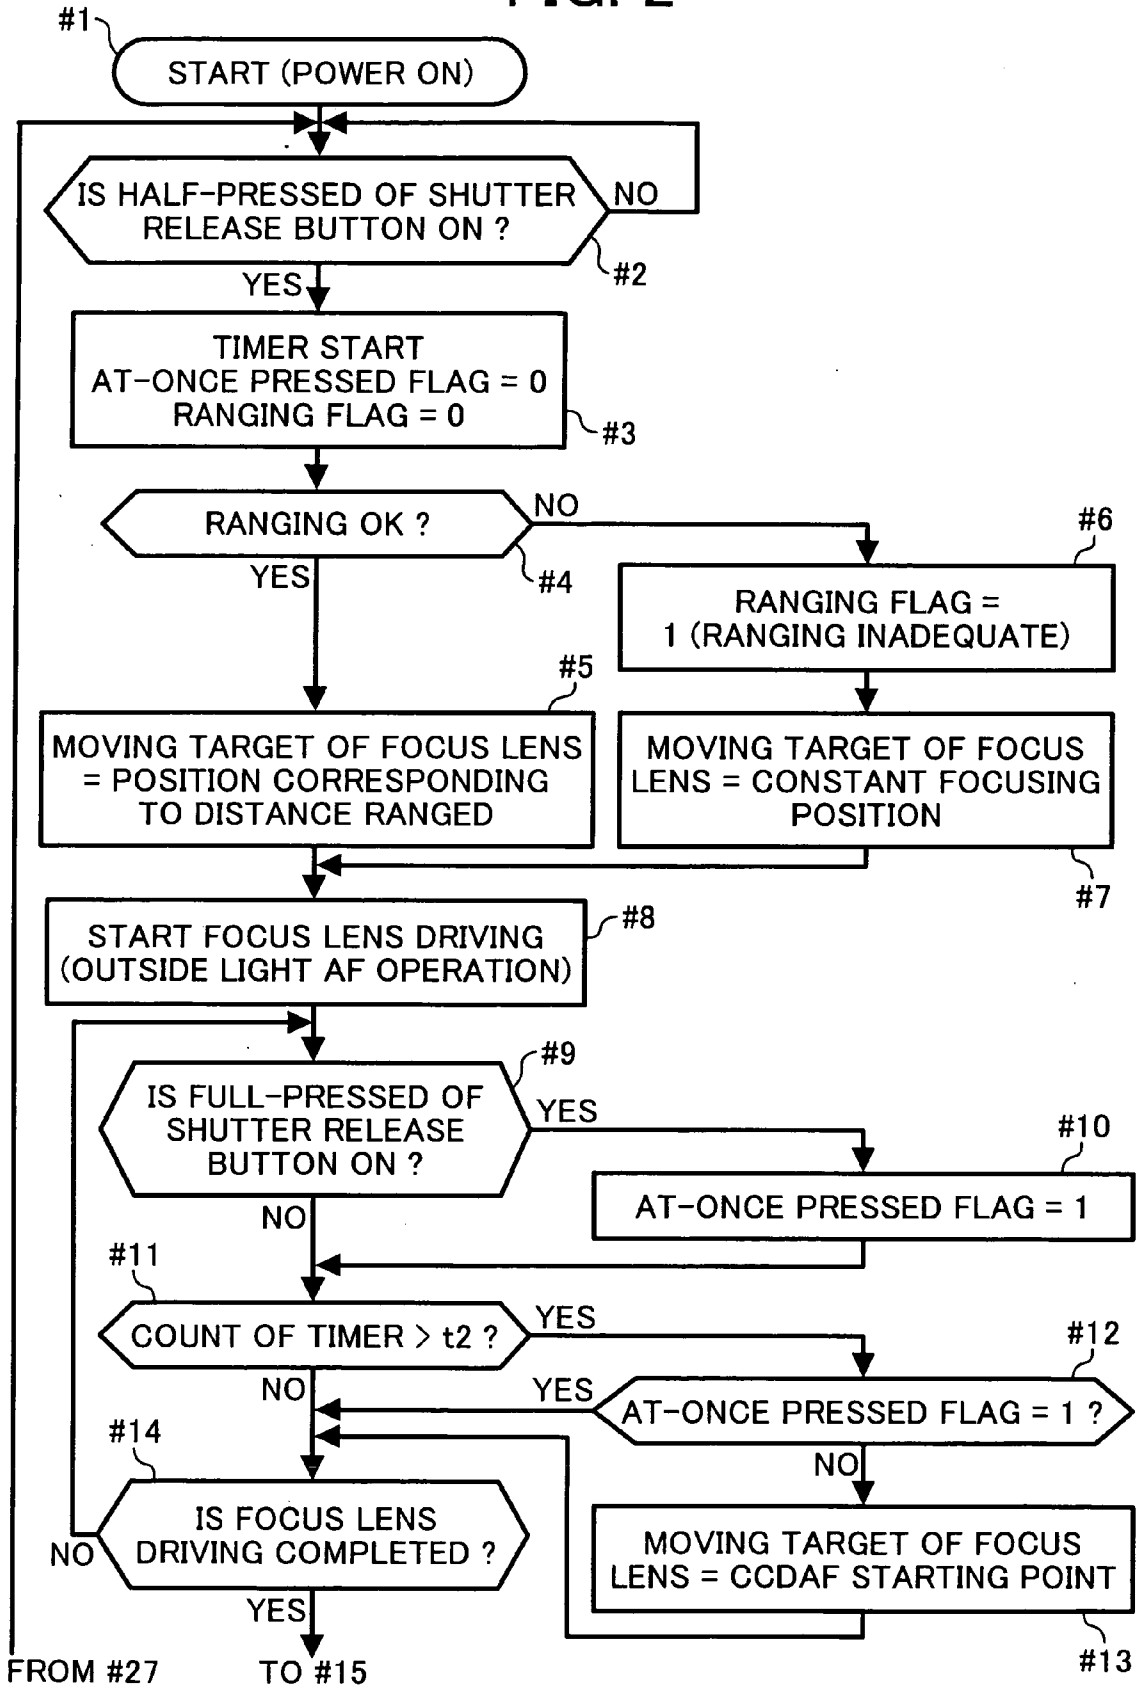 FIG. 2
#1
START (POWER ON)
IS HALF-PRESSED OF SHUTTER
RELEASE BUTTON ON ?
NO
#2
YES
TIMER START
AT-ONCE PRESSED FLAG = 0
RANGING FLAG = 0
#3
RANGING OK ?
NO
#4
YES
#6
RANGING FLAG =
1 (RANGING INADEQUATE)
#5
MOVING TARGET OF FOCUS LENS
= POSITION CORRESPONDING
TO DISTANCE RANGED
MOVING TARGET OF FOCUS
LENS = CONSTANT FOCUSING
POSITION
#7
START FOCUS LENS DRIVING
(OUTSIDE LIGHT AF OPERATION)
#8
#9
IS FULL-PRESSED OF
SHUTTER RELEASE
BUTTON ON ?
YES
NO
#10
AT-ONCE PRESSED FLAG = 1
#11
COUNT OF TIMER > t2 ?
YES
NO
#12
AT-ONCE PRESSED FLAG = 1 ?
YES
NO
#13
MOVING TARGET OF FOCUS
LENS = CCDAF STARTING POINT
#14
IS FOCUS LENS
DRIVING COMPLETED ?
NO
YES
FROM #27
TO #15